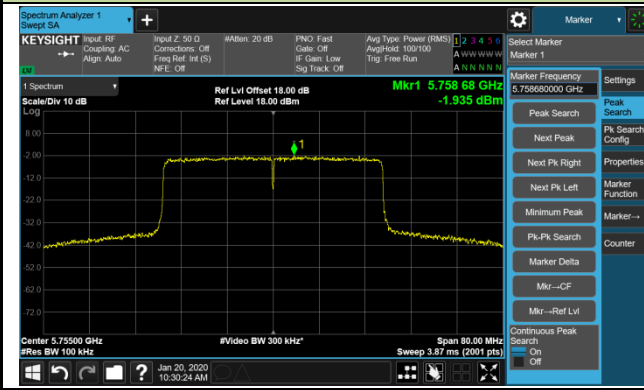 Spectrum Analyzer 1
Swept SA
+
Marker
KEYSIGHT
Input: RF
Coupling: AC
Align: Auto
Input Z: 50 Ω
Corrections: Off
Freq Ref: Int (S)
NFE: Off
#Atten: 20 dB
PNO: Fast
Gate: Off
IF Gain: Low
Sig Track: Off
Avg Type: Power (RMS)
Avg|Hold: 100/100
Trig: Free Run
1 2 3 4 5 6
A W W W W W
A N N N N N
LV
Select Marker
Marker 1
1 Spectrum
Scale/Div 10 dB
Log
Ref Lvl Offset 18.00 dB
Ref Level 18.00 dBm
Mkr1 5.758 68 GHz
-1.935 dBm
1
8.00
-2.00
-12.0
-22.0
-32.0
-42.0
-52.0
-62.0
-72.0
Center 5.75500 GHz
#Res BW 100 kHz
#Video BW 300 kHz*
Span 80.00 MHz
Sweep 3.87 ms (2001 pts)
Marker Frequency
5.758680000 GHz
Peak Search
Next Peak
Next Pk Right
Next Pk Left
Minimum Peak
Pk-Pk Search
Marker Delta
Mkr→CF
Mkr→Ref Lvl
Continuous Peak
Search
On
Off
Settings
Peak
Search
Pk Search
Config
Properties
Marker
Function
Marker→
Counter
?
Jan 20, 2020
10:30:24 AM